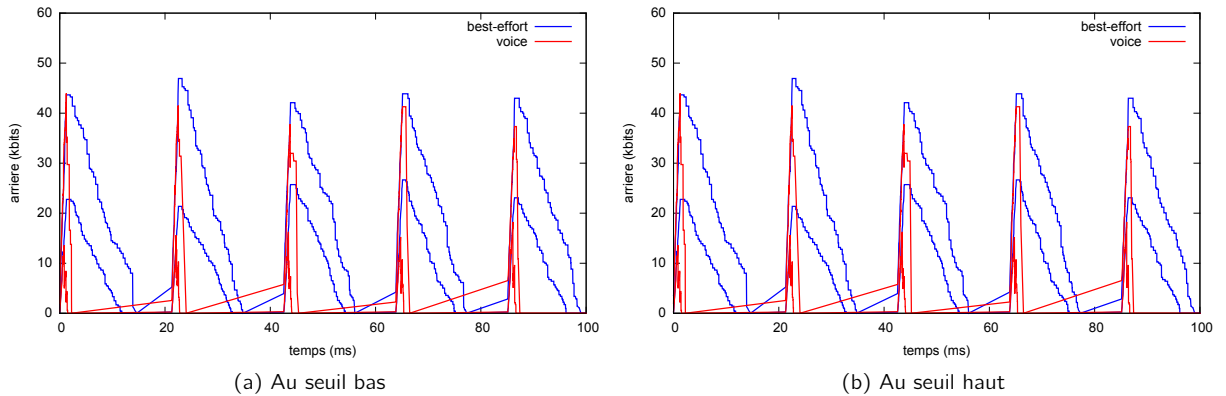 60
50
40
30
20
10
0
arriere (kbits)
best-effort
voice
0 20 40 60 80 100
temps (ms)
(a) Au seuil bas
60
50
40
30
20
10
0
arriere (kbits)
best-effort
voice
0 20 40 60 80 100
temps (ms)
(b) Au seuil haut